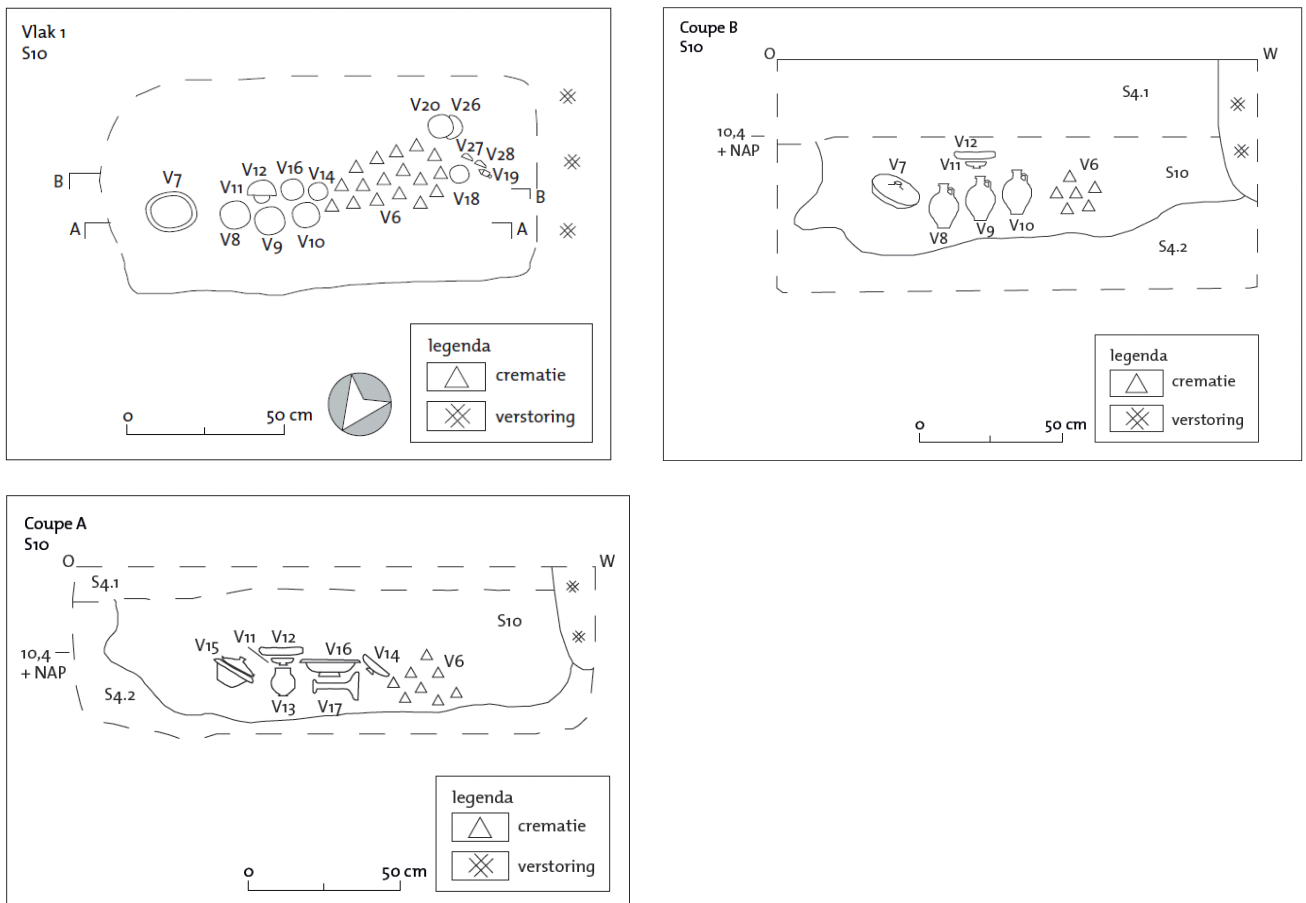 Vlak 1
S10
V20 V26
V27
V28
V19
V12 V16 V14
V7
V11
B
V18
B
V6
A
A
V8
V9
V10
legenda
crematie
verstoring
0
50 cm
Coupe B
S10
O
W
S4.1
10,4
+ NAP
V12
V11
V7
V6
S10
V8
V9
V10
S4.2
legenda
crematie
verstoring
0
50 cm
Coupe A
S10
O
W
S4.1
S10
V11
V12
V15
V16
V14
V6
10,4
+ NAP
S4.2
V13
V17
legenda
crematie
verstoring
0
50 cm